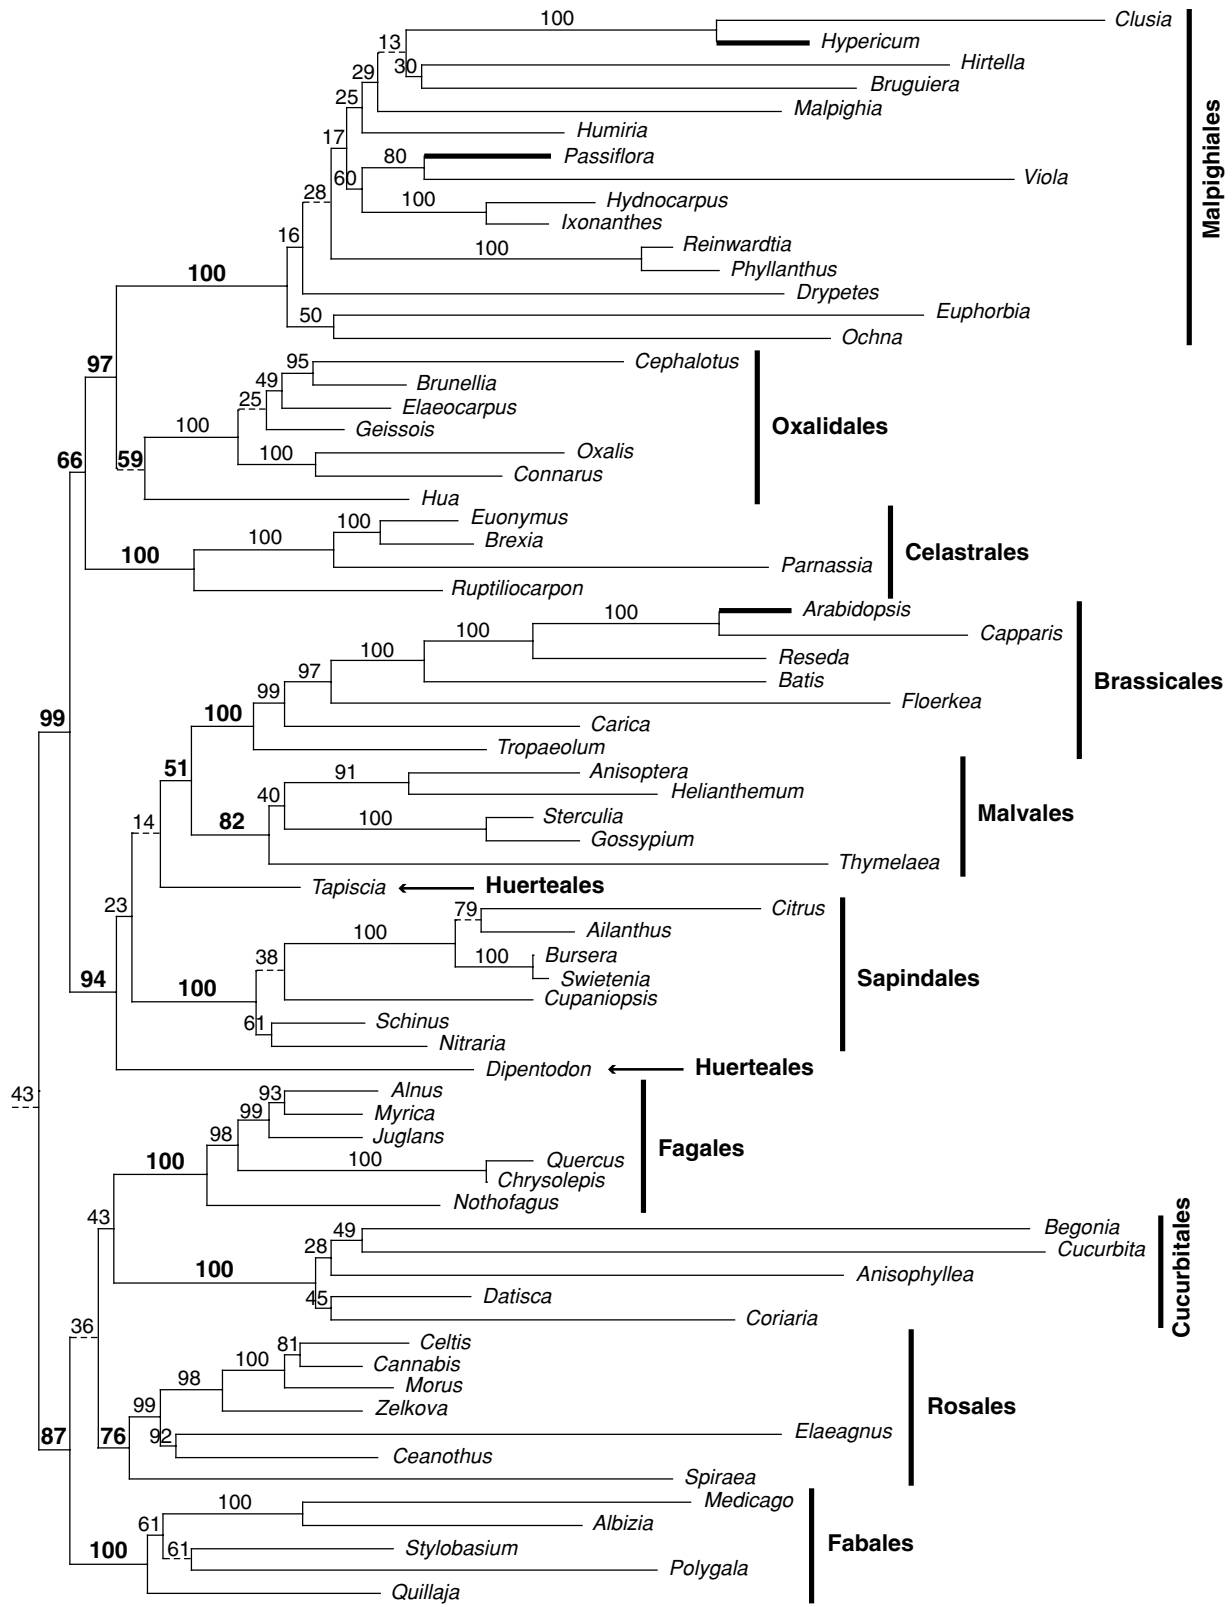 100
Clusia
Hypericum
13
30
Hirtella
Bruguiera
29
Malpighia
25
Humiria
17
80
Passiflora
Viola
60
100
Hydnocarpus
Ixonanthes
28
100
Reinwardtia
Phyllanthus
16
Drypetes
100
50
Euphorbia
Ochna
Malpighiales
97
95
Cephalotus
Brunellia
49
Elaeocarpus
25
Geissois
100
100
Oxalis
Connarus
Oxalidales
66
59
Hua
100
Euonymus
Brexia
100
Parnassia
100
Ruptiliocarpon
Celastrales
100
Arabidopsis
Capparis
100
Reseda
100
Batis
97
Floerkea
99
Carica
100
Tropaeolum
Brassicales
99
51
91
Anisoptera
Helianthemum
40
100
Sterculia
Gossypium
82
Thymelaea
Malvales
14
Tapiscia
Huerteales
23
79
Citrus
Ailanthus
100
100
Bursera
Swietenia
38
Cupaniopsis
100
61
Schinus
Nitraria
Sapindales
94
Dipentodon
Huerteales
43
93
Alnus
Myrica
99
Juglans
98
100
Quercus
Chrysolepis
100
Nothofagus
Fagales
43
49
Begonia
Cucurbita
28
Anisophyllea
100
45
Datisca
Coriaria
Cucurbitales
36
81
Celtis
Cannabis
100
Morus
98
Zelkova
99
92
Elaeagnus
Ceanothus
87
76
Spiraea
Rosales
100
Medicago
Albizia
61
61
Stylobasium
Polygala
100
Quillaja
Fabales